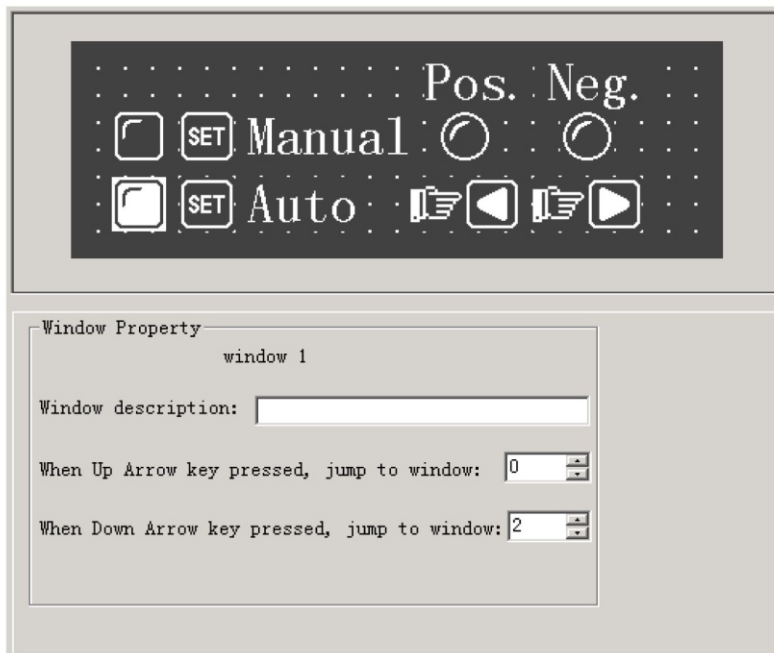 Pos. Neg.
SET Manual
SET Auto
Window Property
window 1
Window description:
When Up Arrow key pressed, jump to window: 0
When Down Arrow key pressed, jump to window: 2